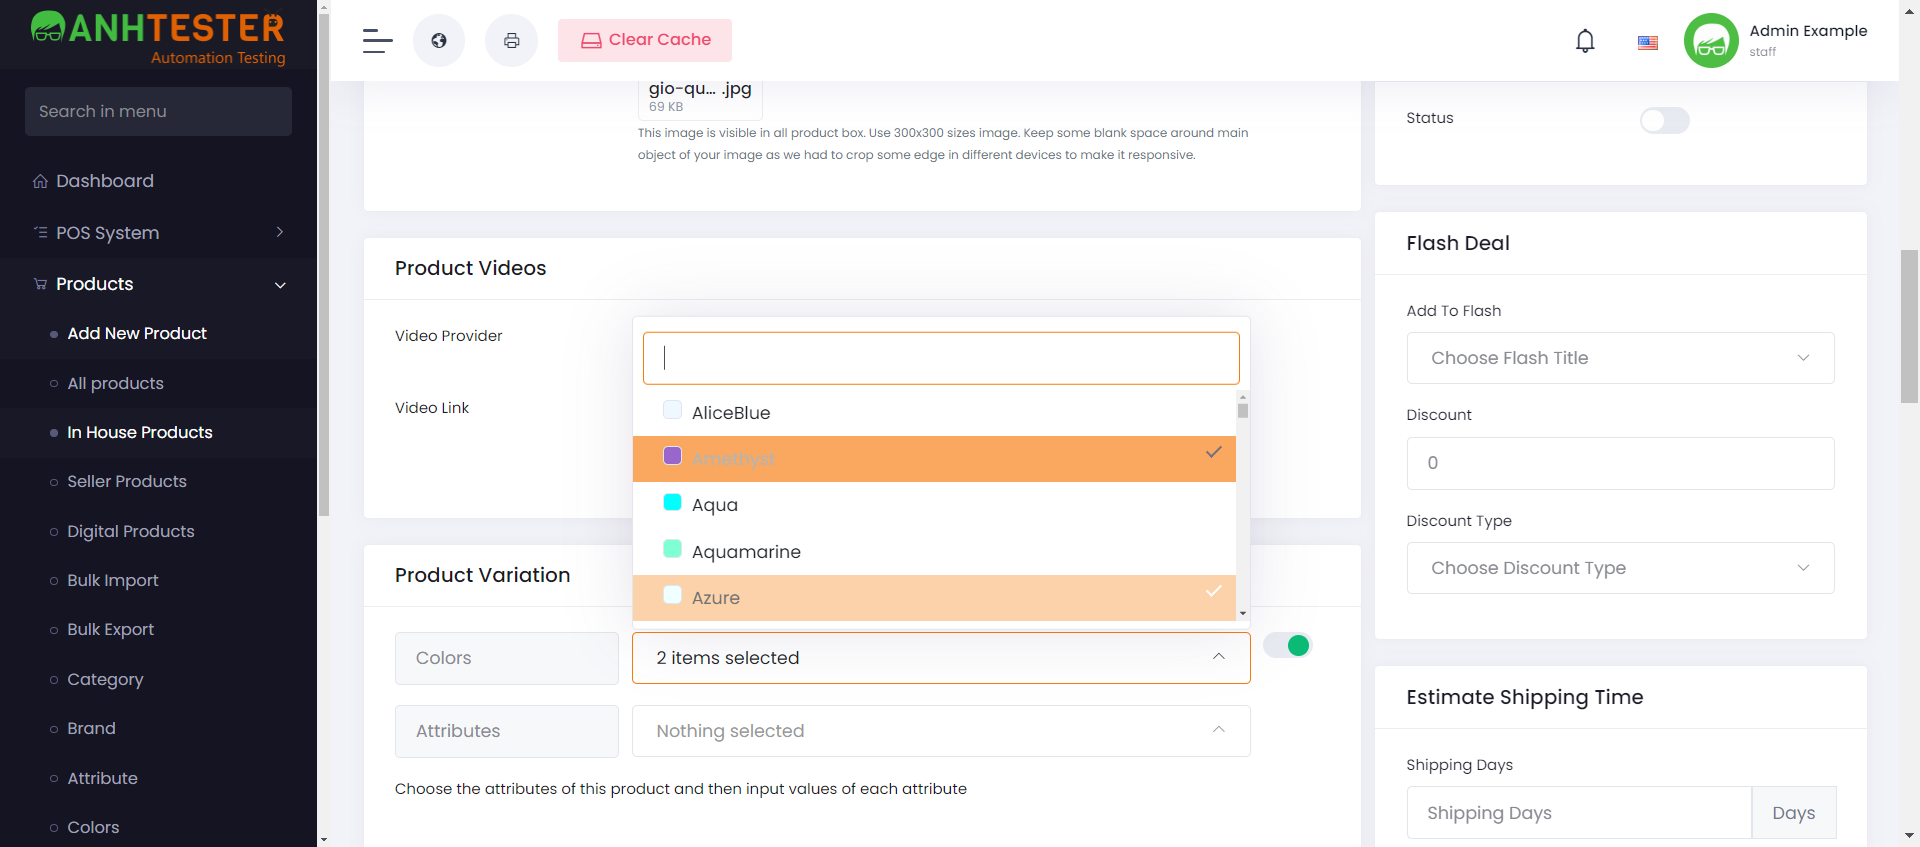 ANHTESTER
Automation Testing
Search in menu
Dashboard
POS System
Products
Add New Product
All products
In House Products
Seller Products
Digital Products
Bulk Import
Bulk Export
Category
Brand
Attribute
Colors
Clear Cache
Admin Example
staff
gio-qu... .jpg
69 KB
This image is visible in all product box. Use 300x300 sizes image. Keep some blank space around main
object of your image as we had to crop some edge in different devices to make it responsive.
Product Videos
Video Provider
Video Link
AliceBlue
Amethyst
Aqua
Aquamarine
Azure
Product Variation
Colors
2 items selected
Attributes
Nothing selected
Choose the attributes of this product and then input values of each attribute
Status
Flash Deal
Add To Flash
Choose Flash Title
Discount
0
Discount Type
Choose Discount Type
Estimate Shipping Time
Shipping Days
Shipping Days
Days